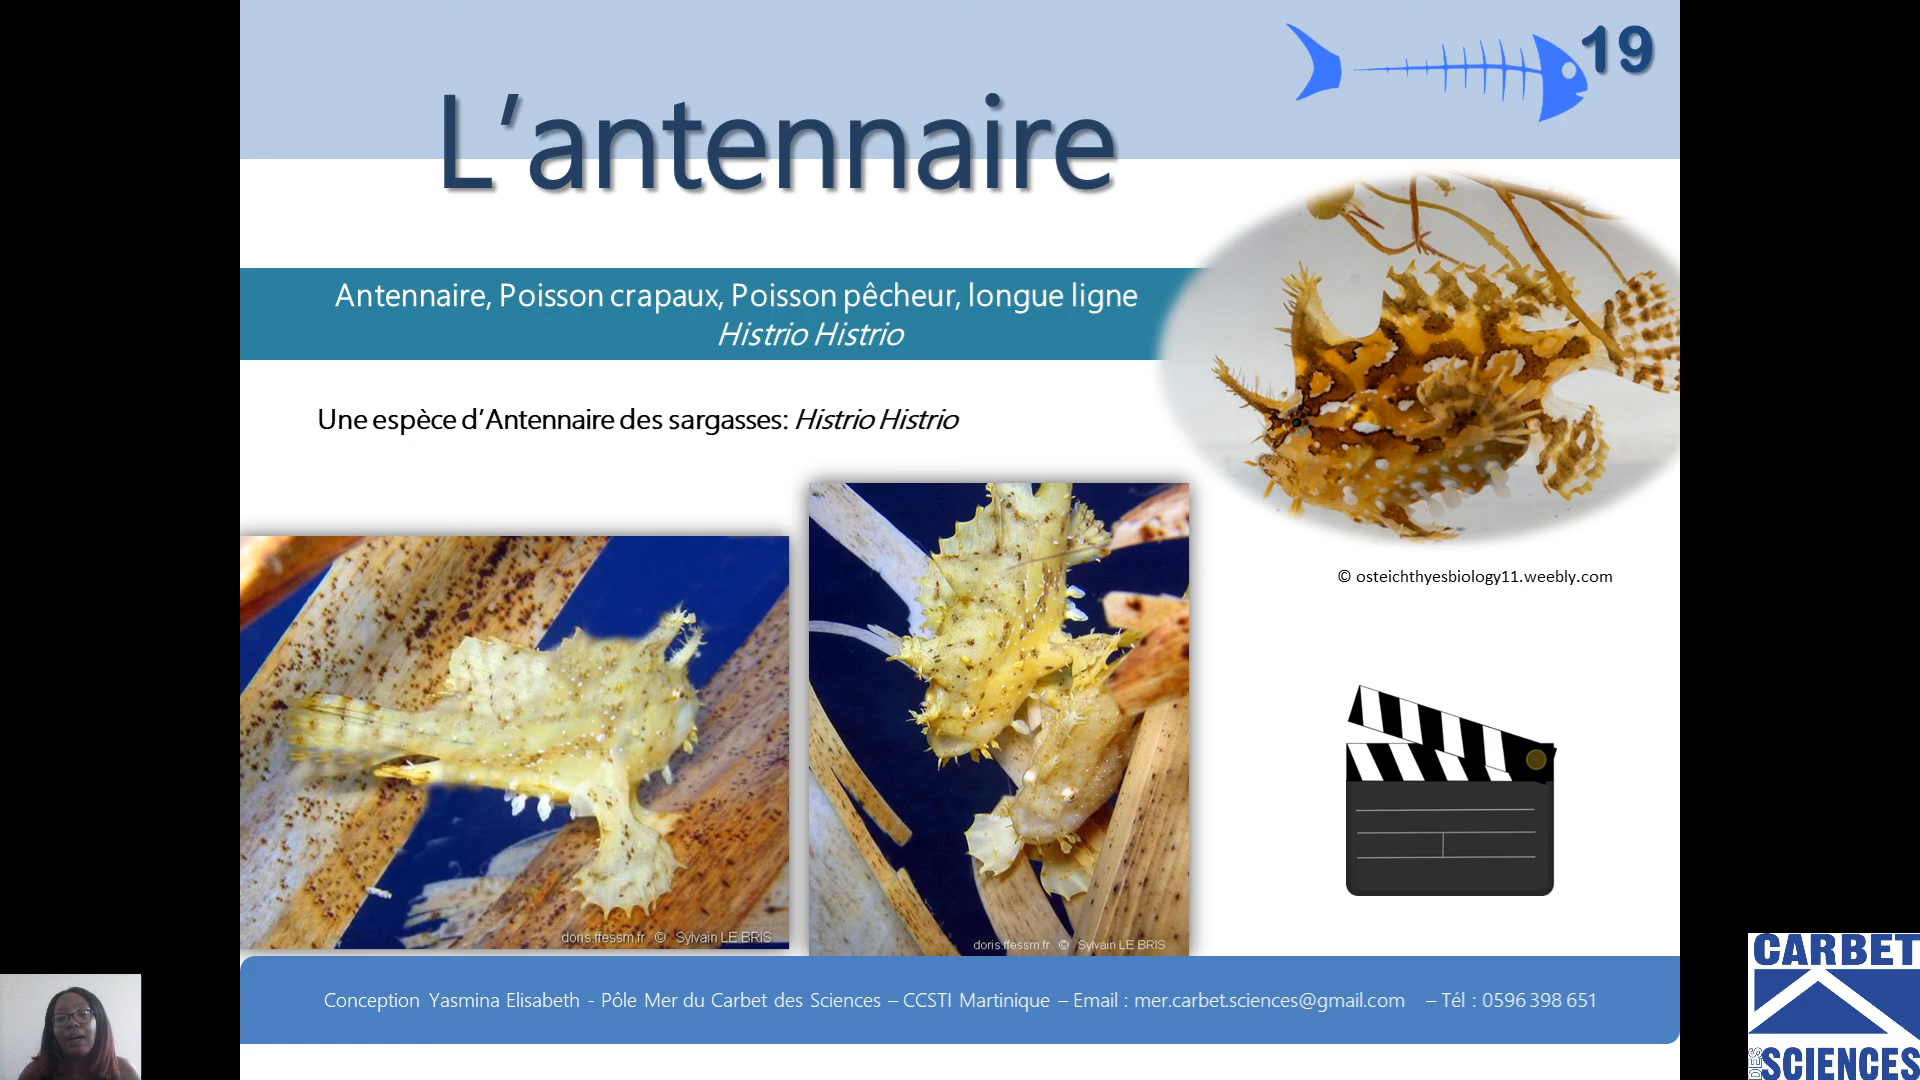 19
L’antennaire
Antennaire, Poisson crapaux, Poisson pêcheur, longue ligne
Histrio Histrio
Une espèce d’Antennaire des sargasses: Histrio Histrio
© osteichthyesbiology11.weebly.com
doris.ffessm.fr © Sylvain LE BRIS
doris.ffessm.fr © Sylvain LE BRIS
Conception Yasmina Elisabeth - Pôle Mer du Carbet des Sciences – CCSTI Martinique – Email : mer.carbet.sciences@gmail.com – Tél : 0596 398 651
CARBET
DES SCIENCES